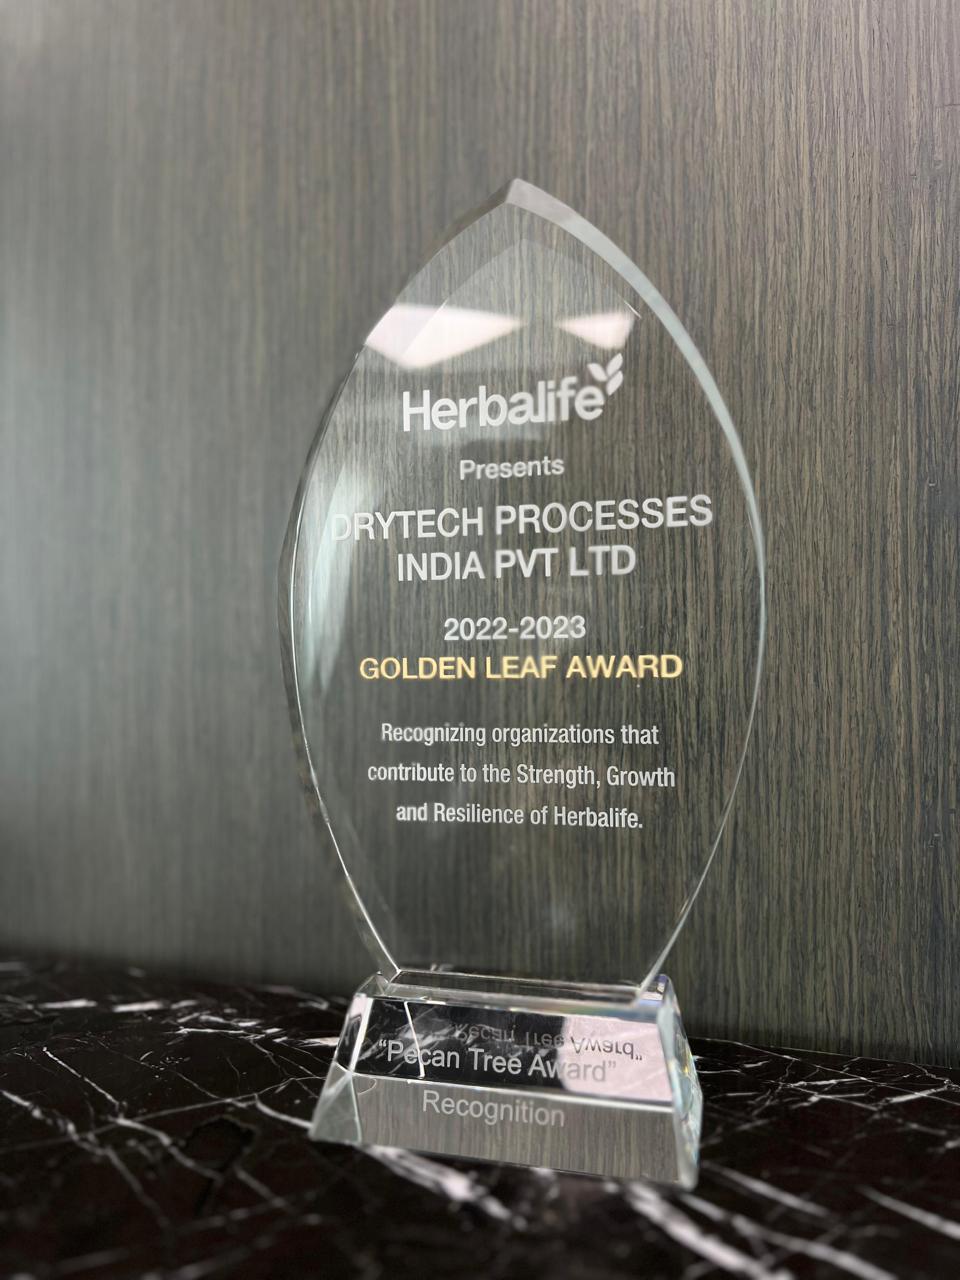 Herbalife
Presents
DRYTECH PROCESSES
INDIA PVT LTD
2022-2023
GOLDEN LEAF AWARD
Recognizing organizations that
contribute to the Strength, Growth
and Resilience of Herbalife.
"Pecan Tree Award"
Recognition